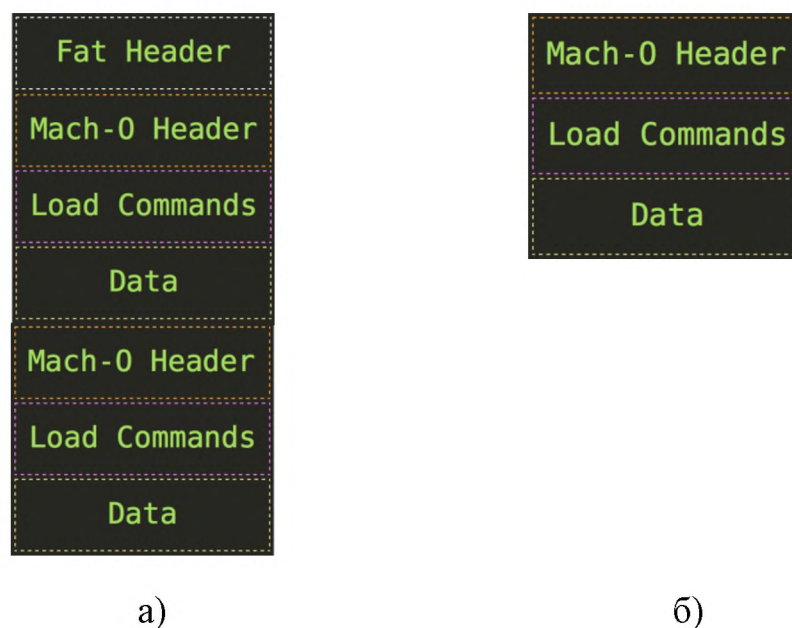 Fat Header
Mach-O Header
Load Commands
Data
Mach-O Header
Load Commands
Data
а)
Mach-O Header
Load Commands
Data
б)